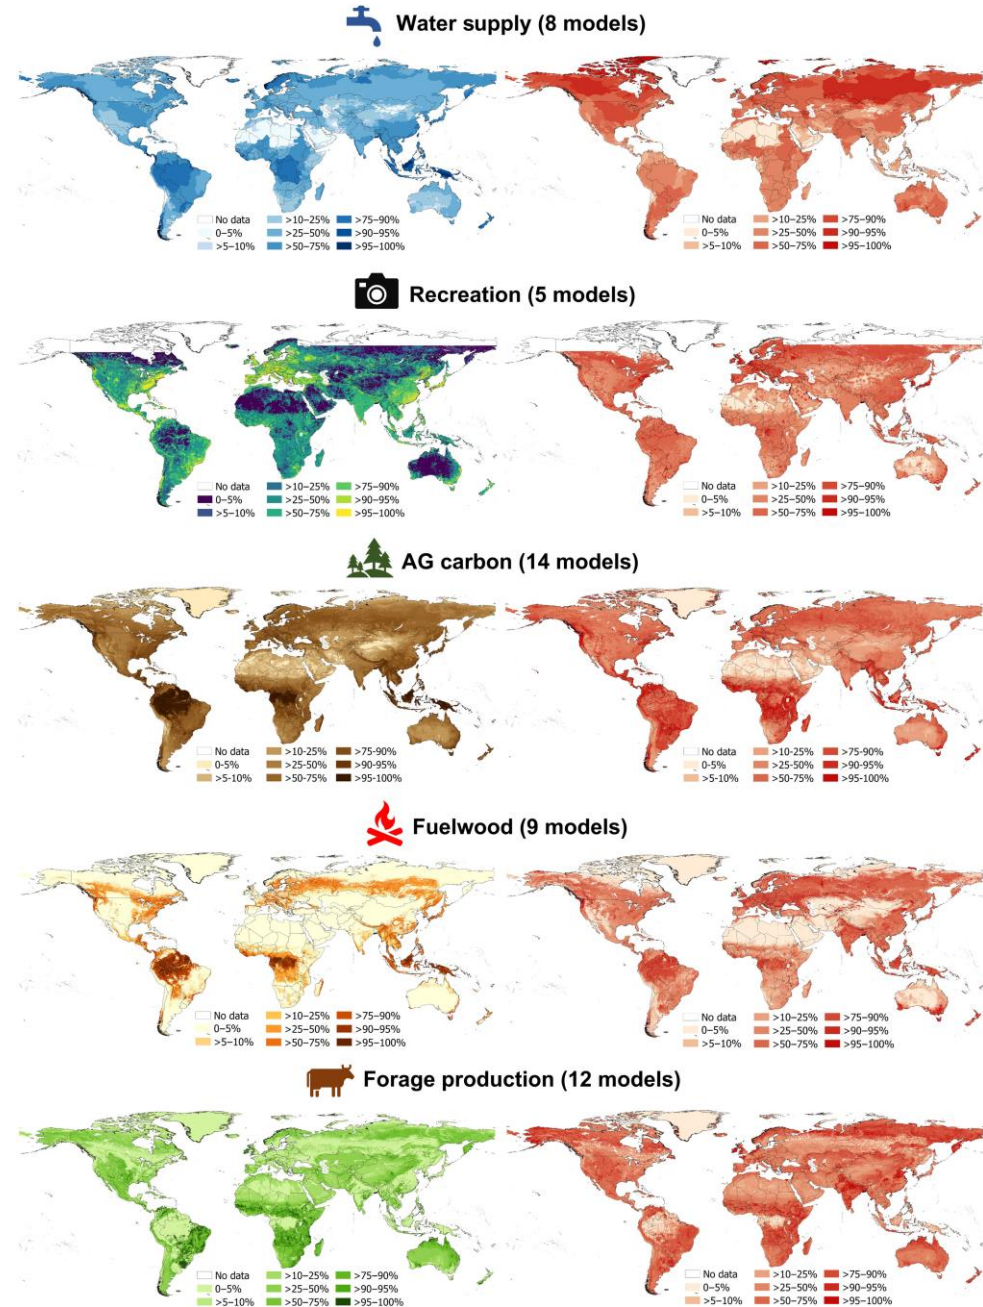 Water supply (8 models)
No data >10–25% >75–90%
0–5% >25–50% >90–95%
>5–10% >50–75% >95–100%
No data >10–25% >75–90%
0–5% >25–50% >90–95%
>5–10% >50–75% >95–100%
Recreation (5 models)
No data >10–25% >75–90%
0–5% >25–50% >90–95%
>5–10% >50–75% >95–100%
No data >10–25% >75–90%
0–5% >25–50% >90–95%
>5–10% >50–75% >95–100%
AG carbon (14 models)
No data >10–25% >75–90%
0–5% >25–50% >90–95%
>5–10% >50–75% >95–100%
No data >10–25% >75–90%
0–5% >25–50% >90–95%
>5–10% >50–75% >95–100%
Fuelwood (9 models)
No data >10–25% >75–90%
0–5% >25–50% >90–95%
>5–10% >50–75% >95–100%
No data >10–25% >75–90%
0–5% >25–50% >90–95%
>5–10% >50–75% >95–100%
Forage production (12 models)
No data >10–25% >75–90%
0–5% >25–50% >90–95%
>5–10% >50–75% >95–100%
No data >10–25% >75–90%
0–5% >25–50% >90–95%
>5–10% >50–75% >95–100%